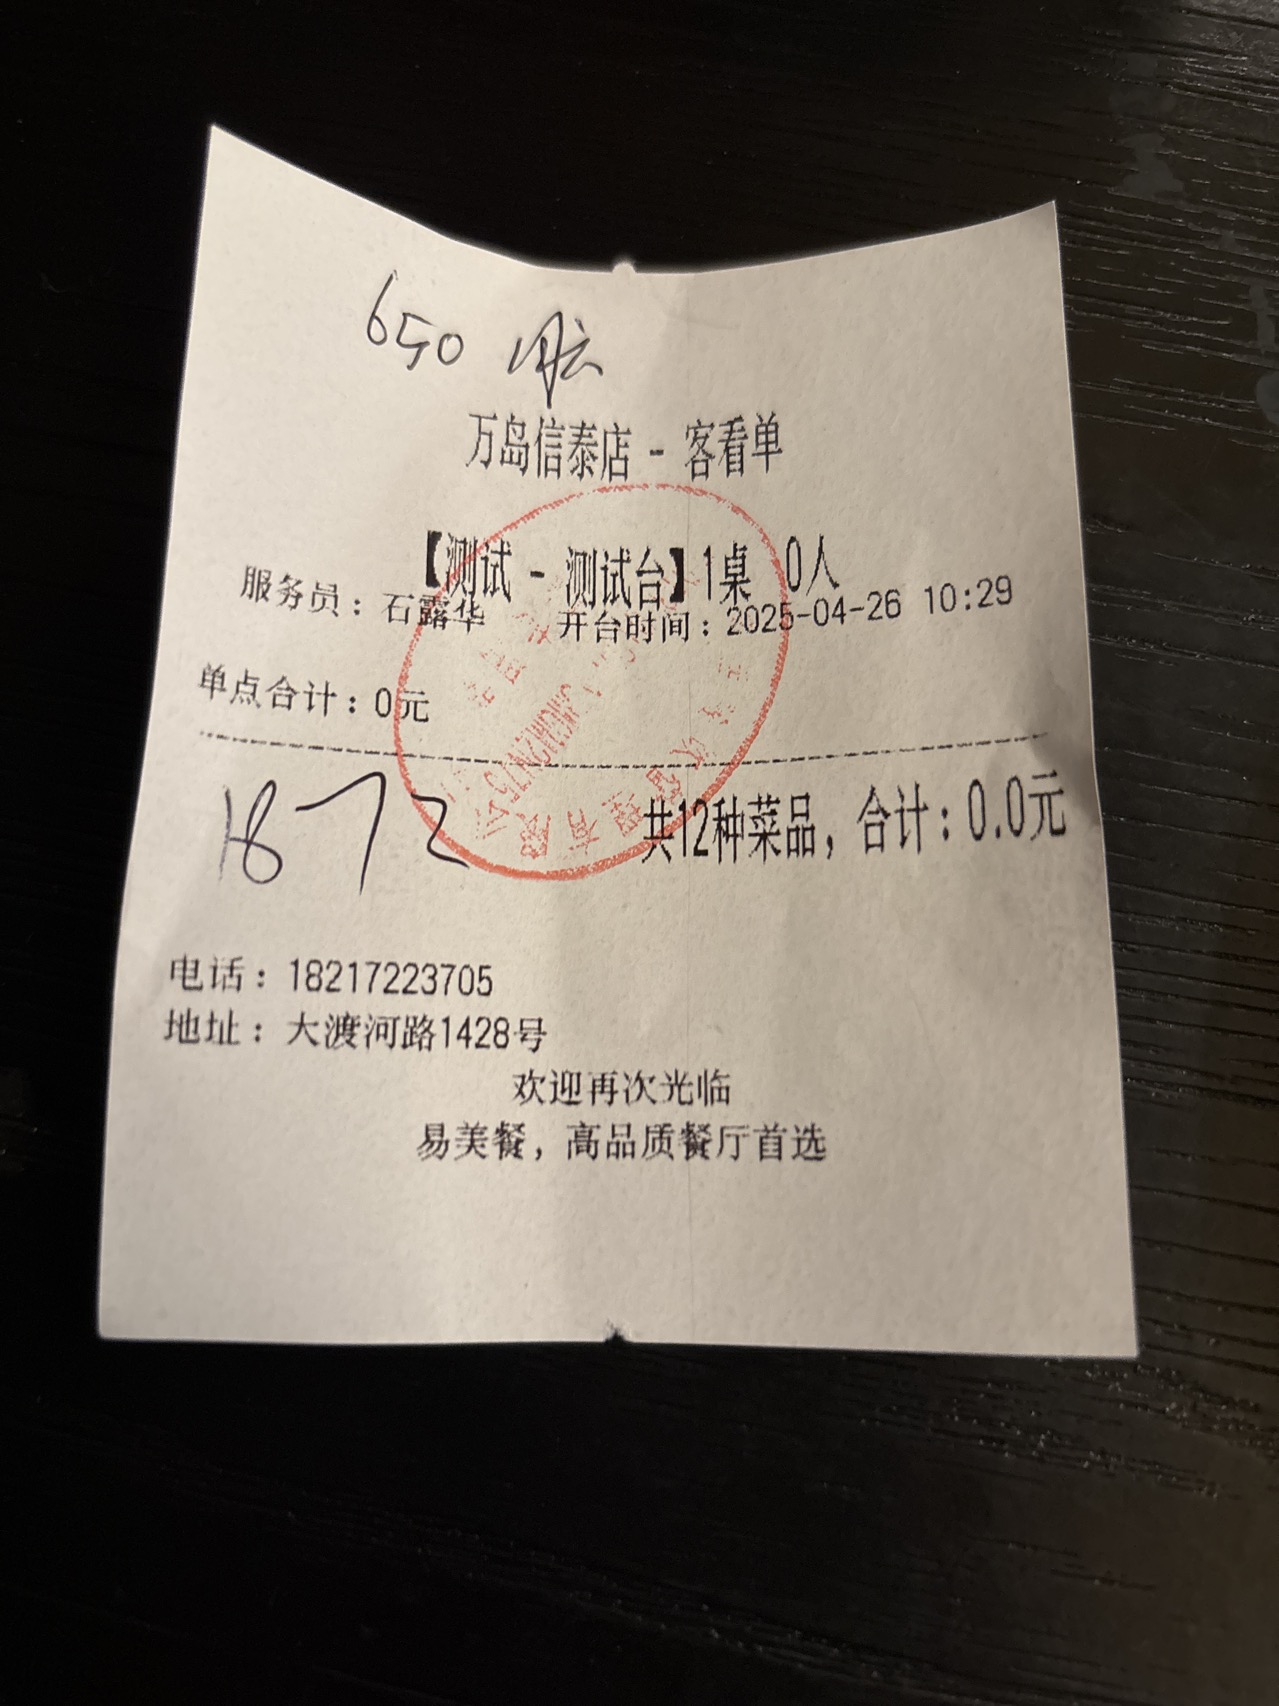 650
万岛信泰店 - 客看单
【测试 - 测试台】1桌 0人
服务员：石露华 开台时间：2025-04-26 10:29
单点合计：0元
1872
共12种菜品，合计：0.0元
电话：18217223705
地址：大渡河路1428号
欢迎再次光临
易美餐，高品质餐厅首选